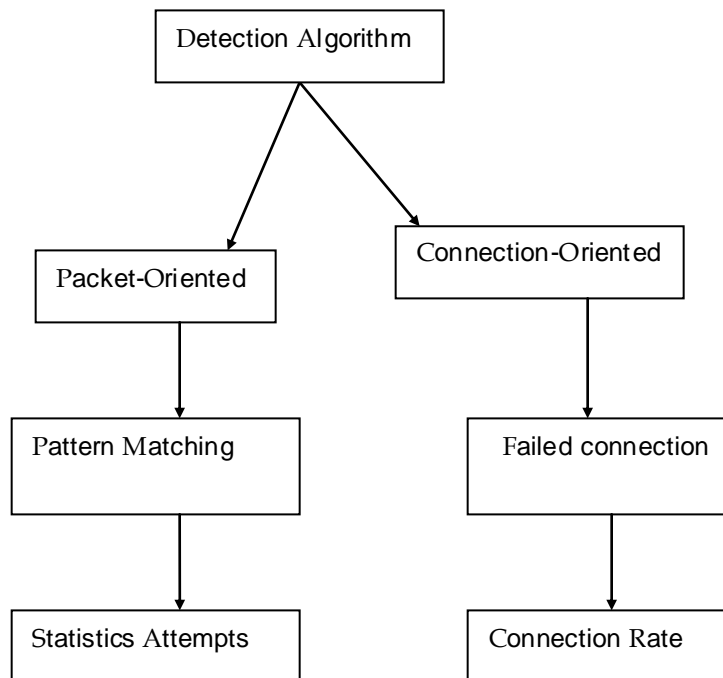 Detection Algorithm
Packet-Oriented
Connection-Oriented
Pattern Matching
Failed connection
Statistics Attempts
Connection Rate